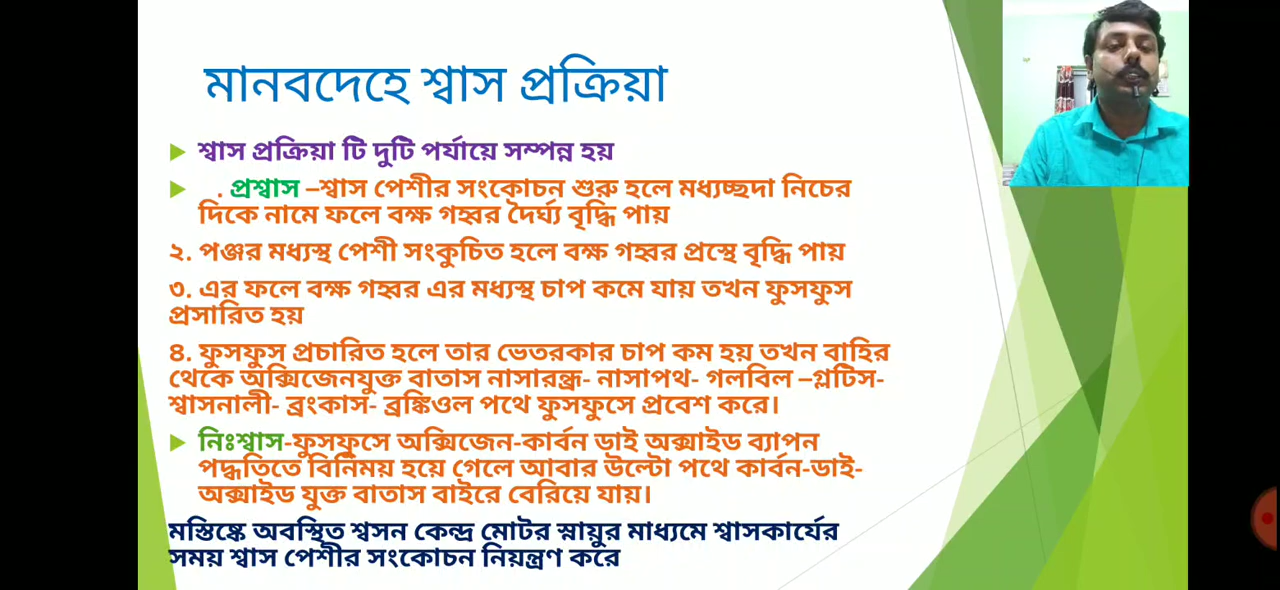 মানবদেহে শ্বাস প্রক্রিয়া
শ্বাস প্রক্রিয়া টি দুটি পর্যায়ে সম্পন্ন হয়
. প্রশ্বাস –শ্বাস পেশীর সংকোচন শুরু হলে মধ্যচ্ছদা নিচের
দিকে নামে ফলে বক্ষ গহ্বর দৈর্ঘ্য বৃদ্ধি পায়
২. পঞ্জর মধ্যস্থ পেশী সংকুচিত হলে বক্ষ গহ্বর প্রস্থে বৃদ্ধি পায়
৩. এর ফলে বক্ষ গহ্বর এর মধ্যস্থ চাপ কমে যায় তখন ফুসফুস
প্রসারিত হয়
৪. ফুসফুস প্রচারিত হলে তার ভেতরকার চাপ কম হয় তখন বাহির
থেকে অক্সিজেনযুক্ত বাতাস নাসারন্ধ্র- নাসাপথ- গলবিল –গ্লটিস-
শ্বাসনালী- ব্রংকাস- ব্রঙ্কিওল পথে ফুসফুসে প্রবেশ করে।
নিঃশ্বাস-ফুসফুসে অক্সিজেন-কার্বন ডাই অক্সাইড ব্যাপন
পদ্ধতিতে বিনিময় হয়ে গেলে আবার উল্টো পথে কার্বন-ডাই-
অক্সাইড যুক্ত বাতাস বাইরে বেরিয়ে যায়।
মস্তিষ্কে অবস্থিত শ্বসন কেন্দ্র মোটর স্নায়ুর মাধ্যমে শ্বাসকার্যের
সময় শ্বাস পেশীর সংকোচন নিয়ন্ত্রণ করে